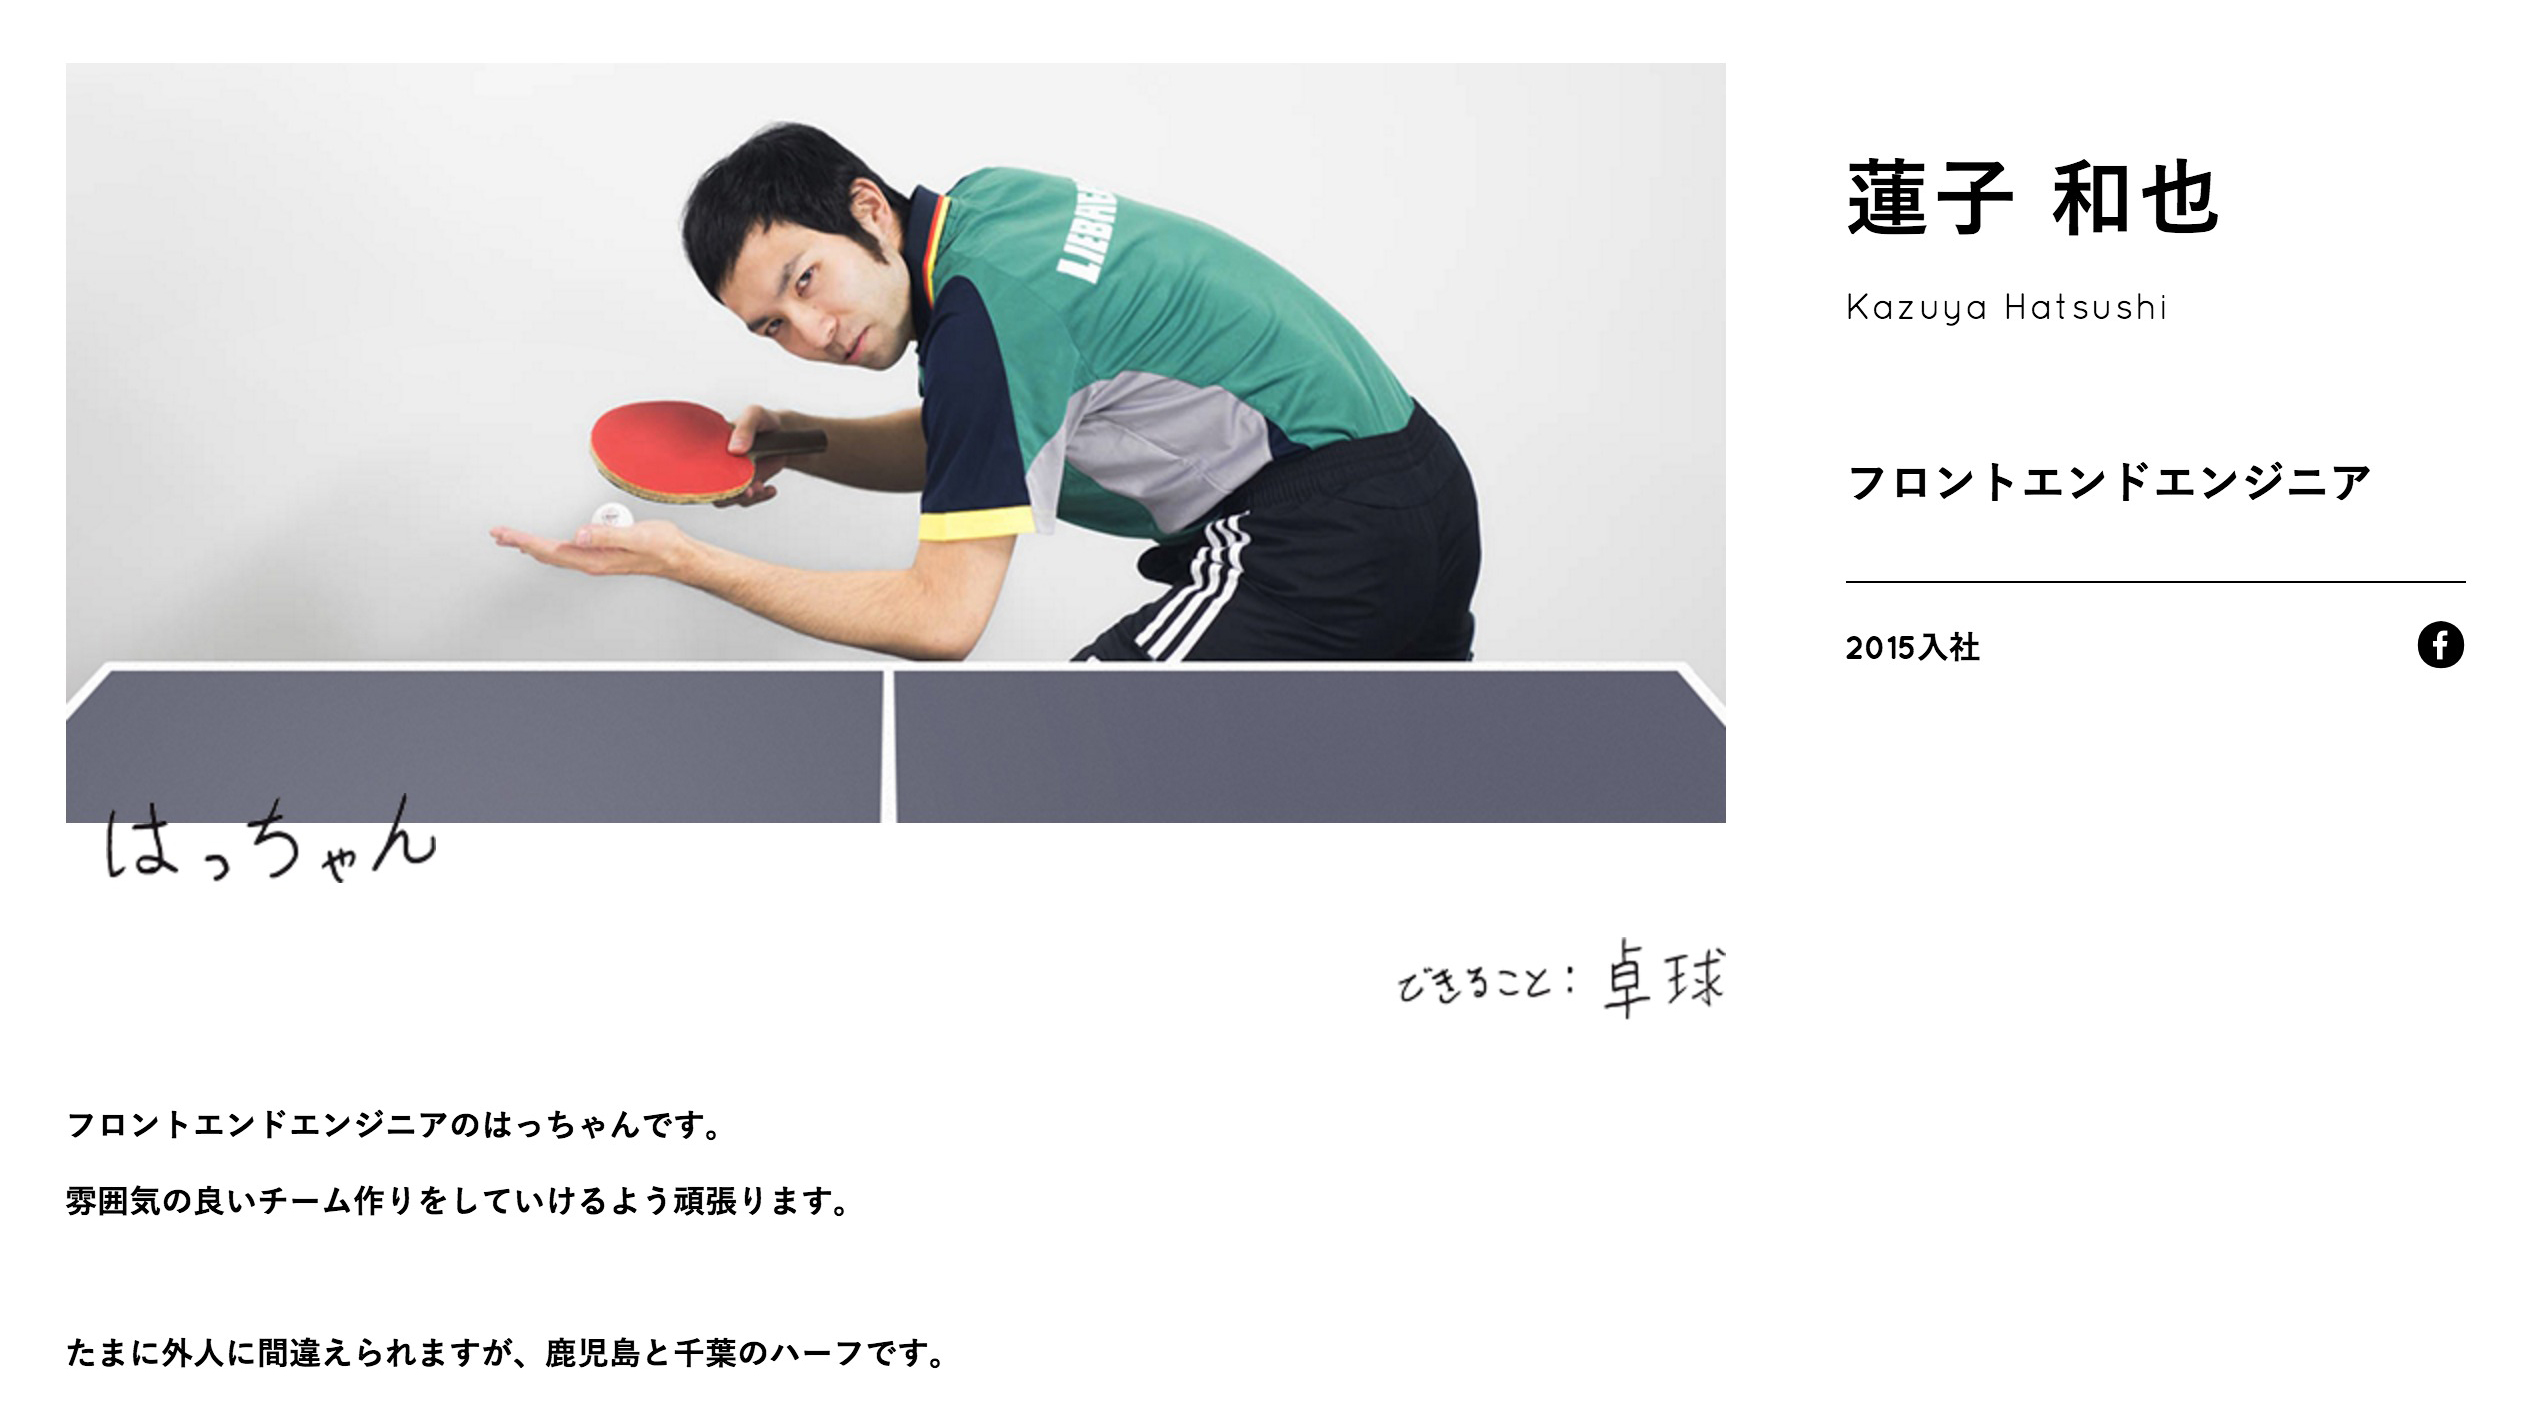 LIEBHE
蓮子 和也
Kazuya Hatsushi
フロントエンドエンジニア
2015入社
はっちゃん
できること：卓球
フロントエンドエンジニアのはっちゃんです。
雰囲気の良いチーム作りをしていけるよう頑張ります。
たまに外人に間違えられますが、鹿児島と千葉のハーフです。